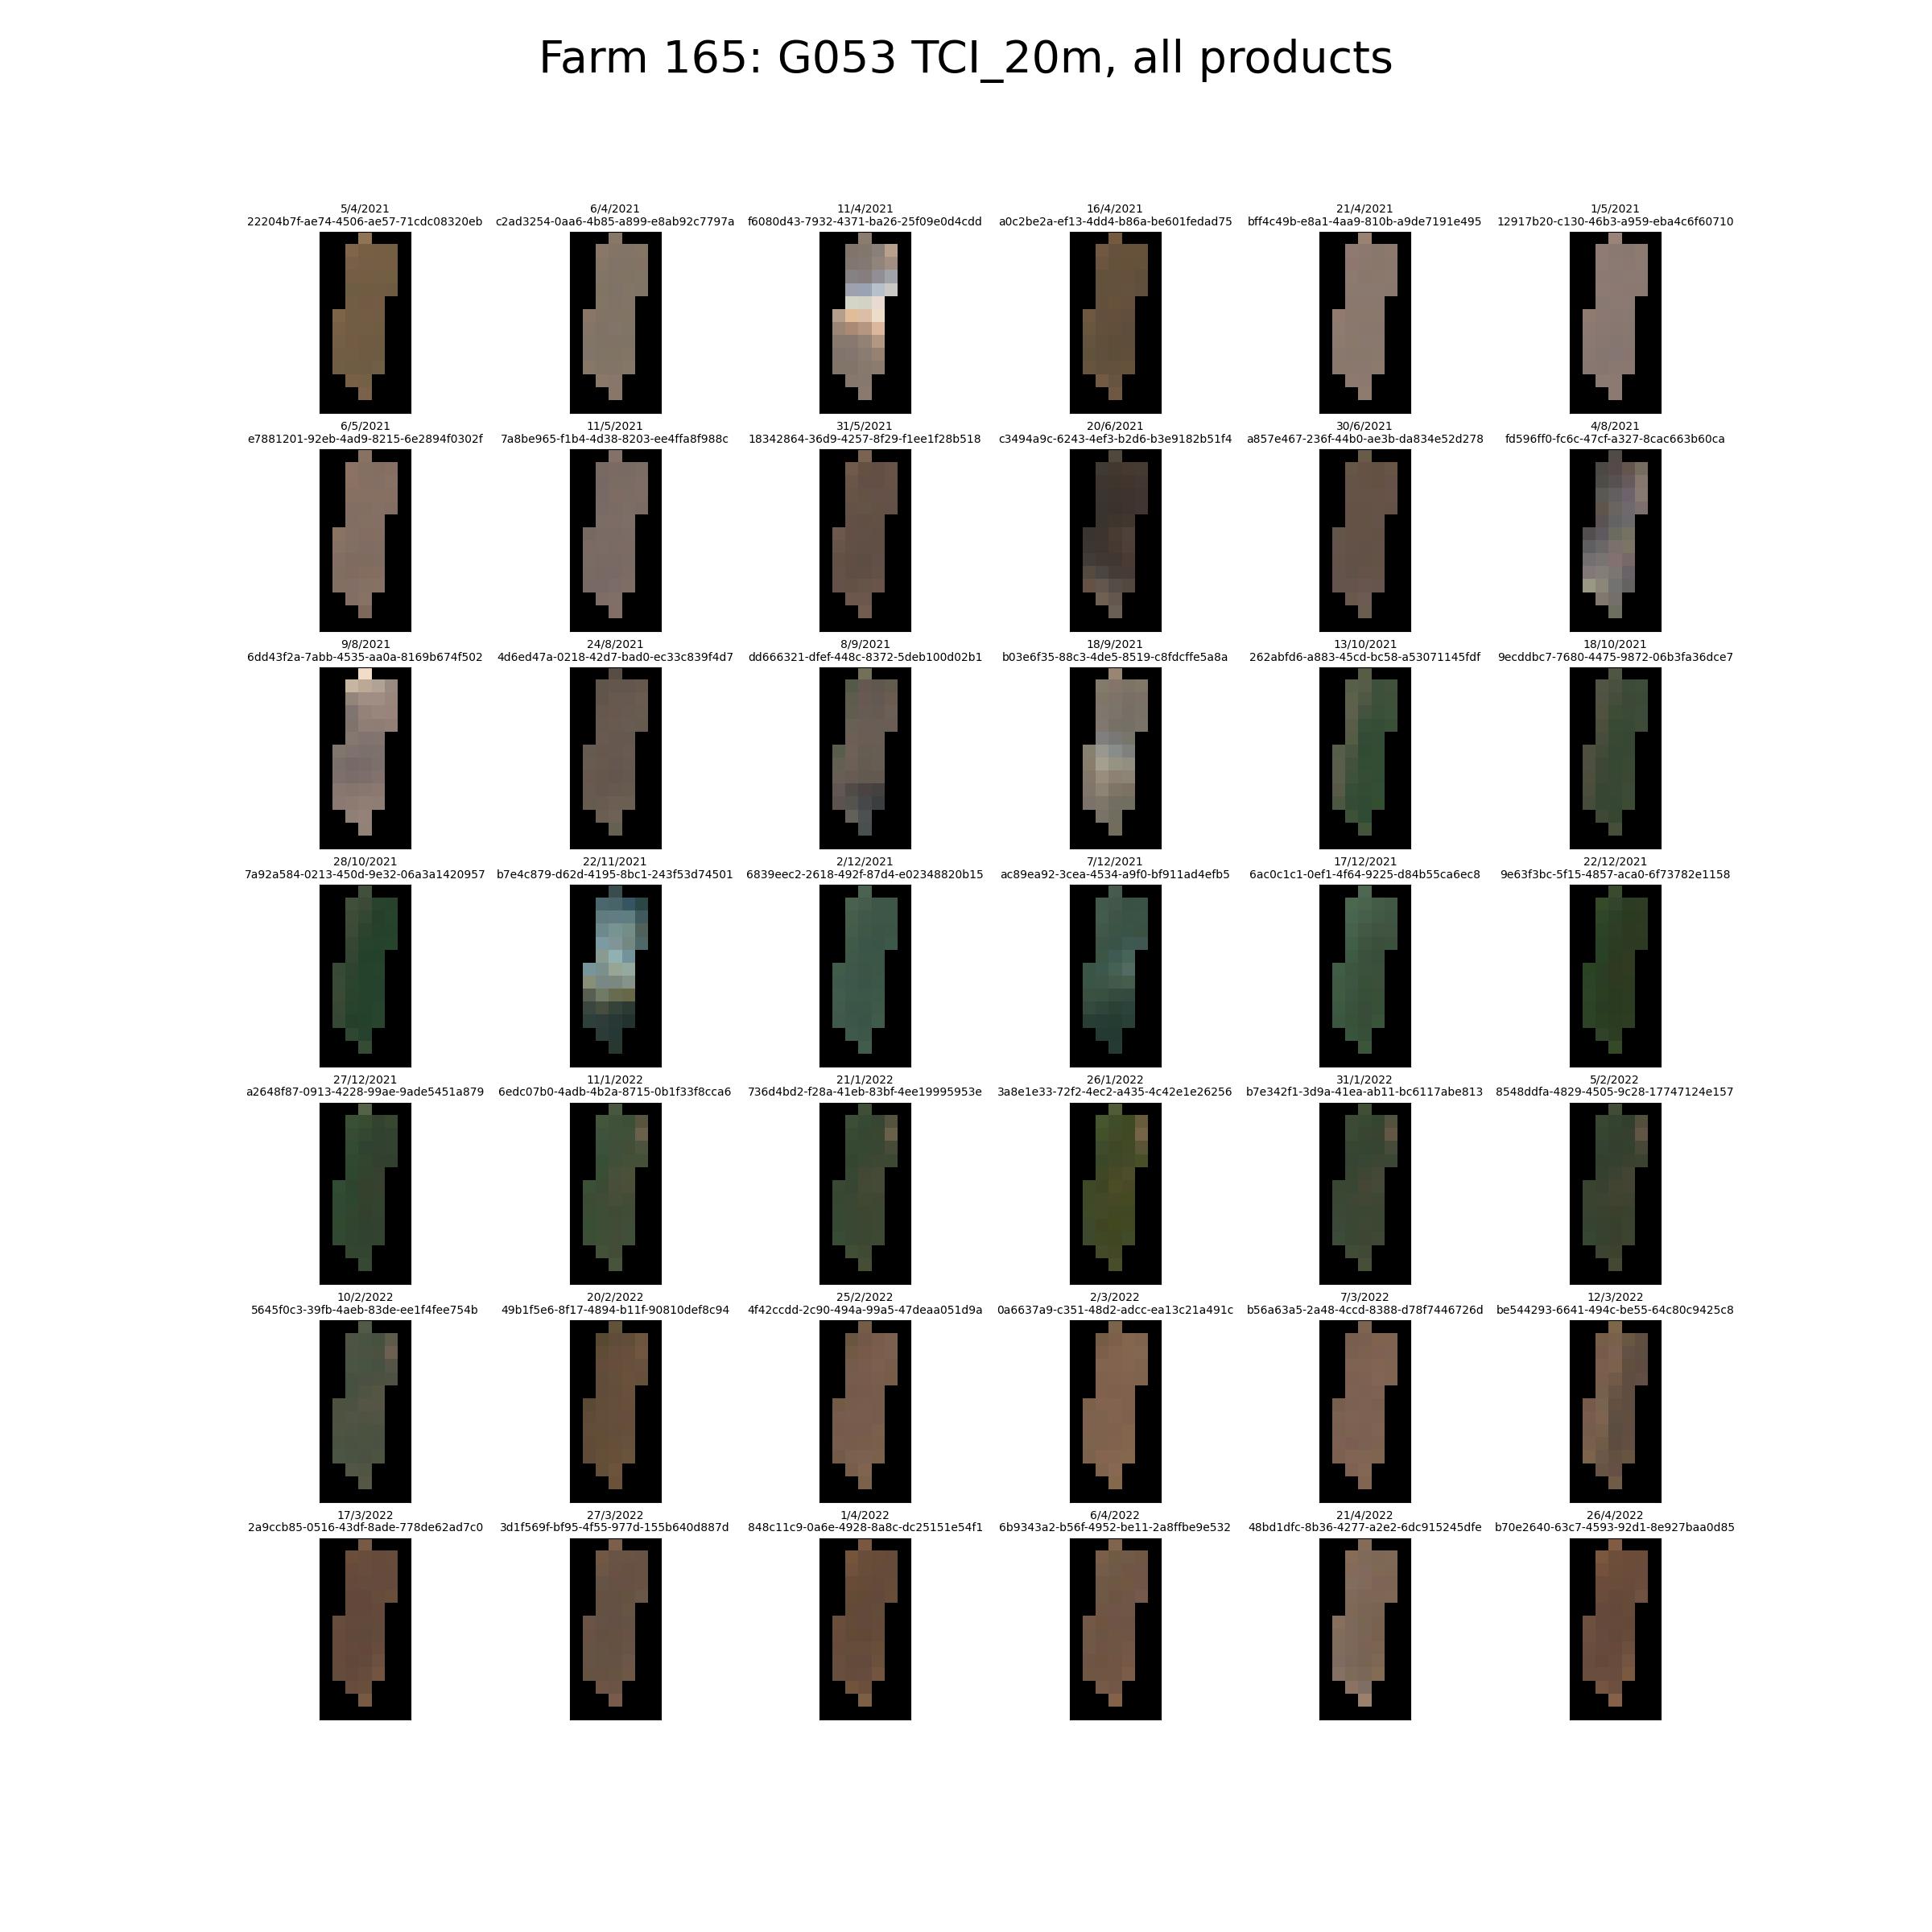 Farm 165: G053 TCI_20m, all products
5/4/2021 6/4/2021 11/4/2021 16/4/2021 21/4/2021 1/5/2021
22204b7f-ae74-4506-ae57-71cdc08320eb c2ad3254-0aa6-4b85-a899-e8ab92c7797a f6080d43-7932-4371-ba26-25f09e0d4cdd a0c2be2a-ef13-4dd4-b86a-be601fedad75 bff4c49b-e8a1-4aa9-810b-a9de7191e495 12917b20-c130-46b3-a959-eba4c6f60710
6/5/2021 11/5/2021 31/5/2021 20/6/2021 30/6/2021 4/8/2021
e7881201-92eb-4ad9-8215-6e2894f0302f 7a8be965-f1b4-4d38-8203-ee4ffa8f988c 18342864-36d9-4257-8f29-f1ee1f28b518 c3494a9c-6243-4ef3-b2d6-b3e9182b51f4 a857e467-236f-44b0-ae3b-da834e52d278 fd596ff0-fc6c-47cf-a327-8cac663b60ca
9/8/2021 24/8/2021 8/9/2021 18/9/2021 13/10/2021 18/10/2021
6dd43f2a-7abb-4535-aa0a-8169b674f502 4d6ed47a-0218-42d7-bad0-ec33c839f4d7 dd666321-dfef-448c-8372-5deb100d02b1 b03e6f35-88c3-4de5-8519-c8fdcffe5a8a 262abfd6-a883-45cd-bc58-a53071145fdf 9ecddbc7-7680-4475-9872-06b3fa36dce7
28/10/2021 22/11/2021 2/12/2021 7/12/2021 17/12/2021 22/12/2021
7a92a584-0213-450d-9e32-06a3a1420957 b7e4c879-d62d-4195-8bc1-243f53d74501 6839eec2-2618-492f-87d4-e02348820b15 ac89ea92-3cea-4534-a9f0-bf911ad4efb5 6ac0c1c1-0ef1-4f64-9225-d84b55ca6ec8 9e63f3bc-5f15-4857-aca0-6f73782e1158
27/12/2021 11/1/2022 21/1/2022 26/1/2022 31/1/2022 5/2/2022
a2648f87-0913-4228-99ae-9ade5451a879 6edc07b0-4adb-4b2a-8715-0b1f33f8cca6 736d4bd2-f28a-41eb-83bf-4ee19995953e 3a8e1e33-72f2-4ec2-a435-4c42e1e26256 b7e342f1-3d9a-41ea-ab11-bc6117abe813 8548ddfa-4829-4505-9c28-17747124e157
10/2/2022 20/2/2022 25/2/2022 2/3/2022 7/3/2022 12/3/2022
5645f0c3-39fb-4aeb-83de-ee1f4fee754b 49b1f5e6-8f17-4894-b11f-90810def8c94 4f42ccdd-2c90-494a-99a5-47deaa051d9a 0a6637a9-c351-48d2-adcc-ea13c21a491c b56a63a5-2a48-4ccd-8388-d78f7446726d be544293-6641-494c-be55-64c80c9425c8
17/3/2022 27/3/2022 1/4/2022 6/4/2022 21/4/2022 26/4/2022
2a9ccb85-0516-43df-8ade-778de62ad7c0 3d1f569f-bf95-4f55-977d-155b640d887d 848c11c9-0a6e-4928-8a8c-dc25151e54f1 6b9343a2-b56f-4952-be11-2a8ffbe9e532 48bd1dfc-8b36-4277-a2e2-6dc915245dfe b70e2640-63c7-4593-92d1-8e927baa0d85